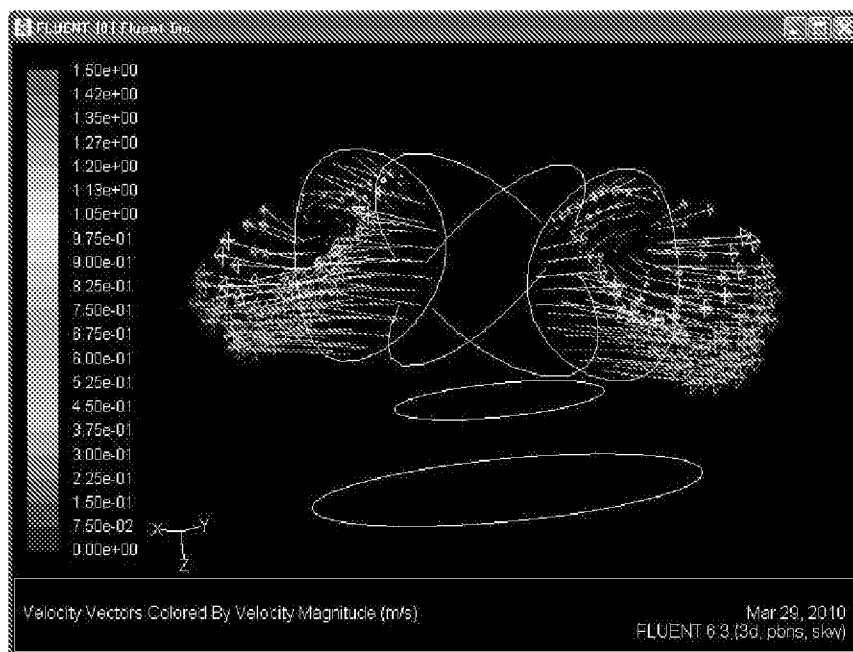 FLUENT [0] Fluent Inc
1.50e+00
1.42e+00
1.35e+00
1.27e+00
1.20e+00
1.13e+00
1.05e+00
9.75e-01
9.00e-01
8.25e-01
7.50e-01
6.75e-01
6.00e-01
5.25e-01
4.50e-01
3.75e-01
3.00e-01
2.25e-01
1.50e-01
7.50e-02
0.00e+00
X Y
Z
Velocity Vectors Colored By Velocity Magnitude (m/s)
Mar 29, 2010
FLUENT 6.3 (3d, pbns, skw)